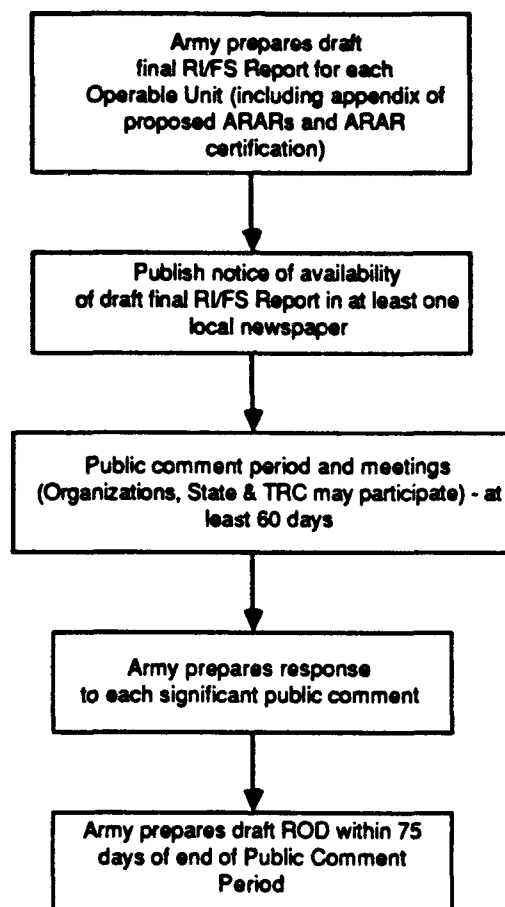 Army prepares draft
final RI/FS Report for each
Operable Unit (including appendix of
proposed ARARs and ARAR
certification)
Publish notice of availability
of draft final RI/FS Report in at least one
local newspaper
Public comment period and meetings
(Organizations, State & TRC may participate) - at
least 60 days
Army prepares response
to each significant public comment
Army prepares draft ROD within 75
days of end of Public Comment
Period